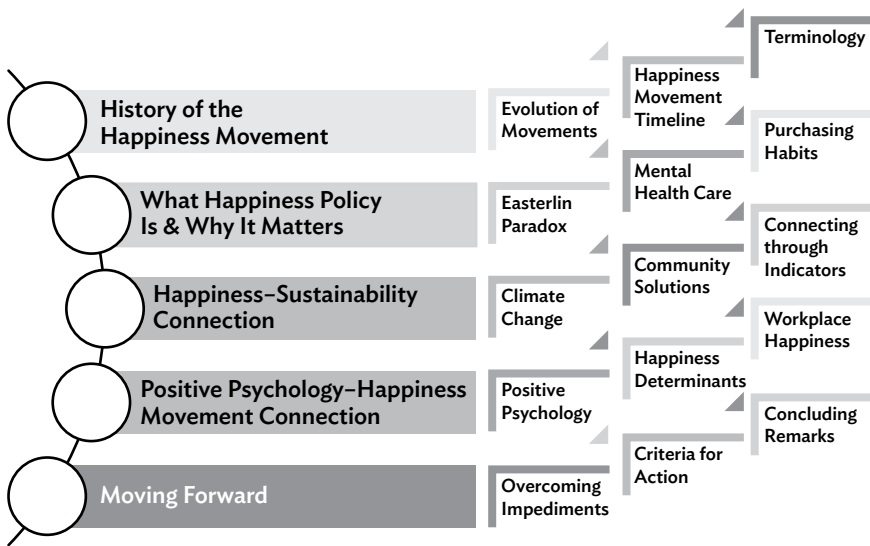 History of the
Happiness Movement
Evolution of
Movements
Happiness
Movement
Timeline
Terminology
What Happiness Policy
Is & Why It Matters
Easterlin
Paradox
Mental
Health Care
Purchasing
Habits
Happiness–Sustainability
Connection
Climate
Change
Community
Solutions
Connecting
through
Indicators
Positive Psychology–Happiness
Movement Connection
Positive
Psychology
Happiness
Determinants
Workplace
Happiness
Moving Forward
Overcoming
Impediments
Criteria for
Action
Concluding
Remarks